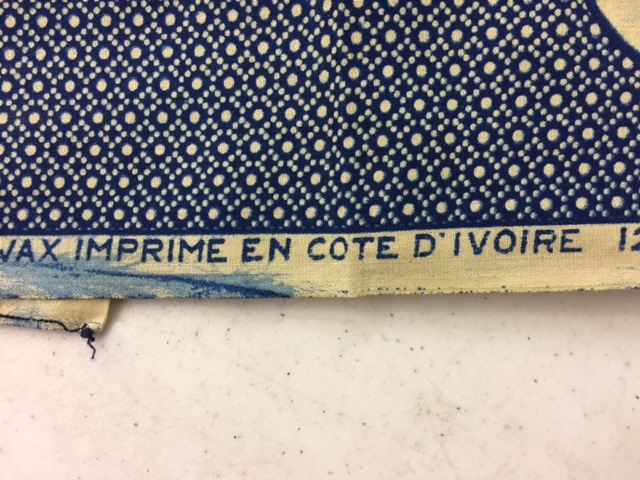 WAX IMPRIME EN COTE D'IVOIRE 12